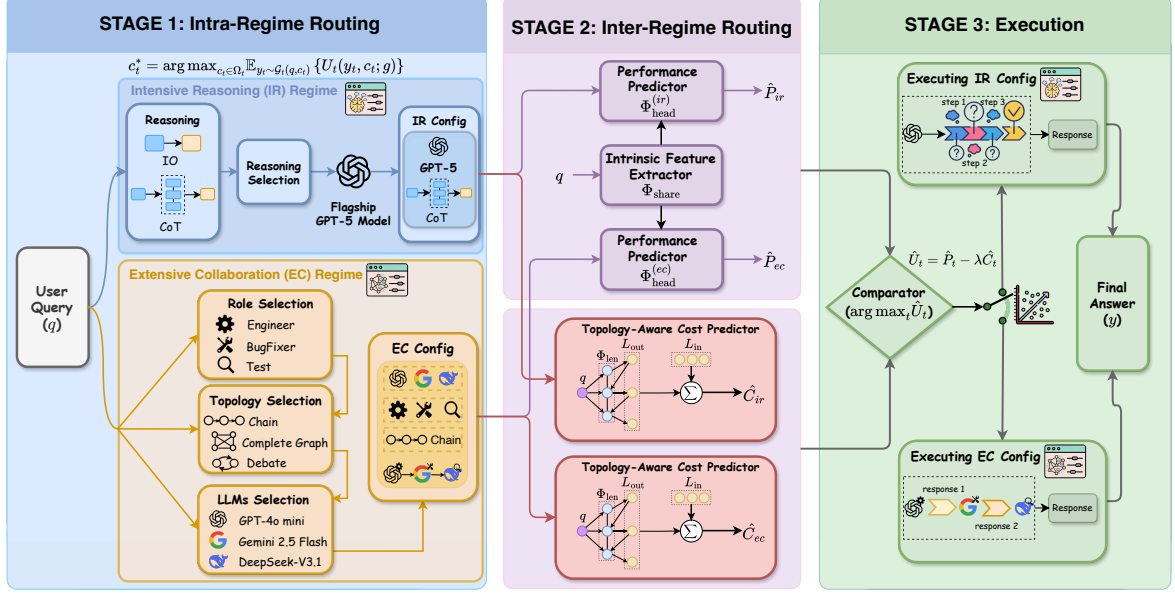 STAGE 1: Intra-Regime Routing
c_t^* = arg max_{c_t∈Ω_t} 𝔼_{y_t∼𝒢_t(q,c_t)} {U_t(y_t, c_t; g)}
Intensive Reasoning (IR) Regime
Reasoning
IO
CoT
Reasoning
Selection
Flagship
GPT-5 Model
IR Config
GPT-5
CoT
User
Query
(q)
Extensive Collaboration (EC) Regime
Role Selection
Engineer
BugFixer
Test
Topology Selection
Chain
Complete Graph
Debate
LLMs Selection
GPT-4o mini
Gemini 2.5 Flash
DeepSeek-V3.1
EC Config
Chain
STAGE 2: Inter-Regime Routing
Performance
Predictor
Φ_head^(ir)
P̂_ir
q
Intrinsic Feature
Extractor
Φ_share
Performance
Predictor
Φ_head^(ec)
P̂_ec
Topology-Aware Cost Predictor
Φ_len
L_out
L_in
q
∑
Ĉ_ir
Topology-Aware Cost Predictor
Φ_len
L_out
L_in
q
∑
Ĉ_ec
STAGE 3: Execution
Executing IR Config
step 1
step 3
?
?
?
step 2
Response
Û_t = P̂_t − λĈ_t
Comparator
(arg max_t Û_t)
Final
Answer
(y)
Executing EC Config
response 1
response 2
Response